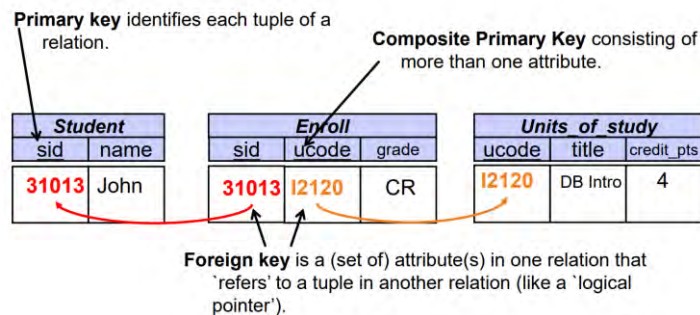 Primary key identifies each tuple of a
relation.
Composite Primary Key consisting of
more than one attribute.
Student
sid name
31013 John
Enroll
sid ucode grade
31013 I2120 CR
Units_of_study
ucode title credit_pts
I2120 DB Intro 4
Foreign key is a (set of) attribute(s) in one relation that
`refers' to a tuple in another relation (like a `logical
pointer').